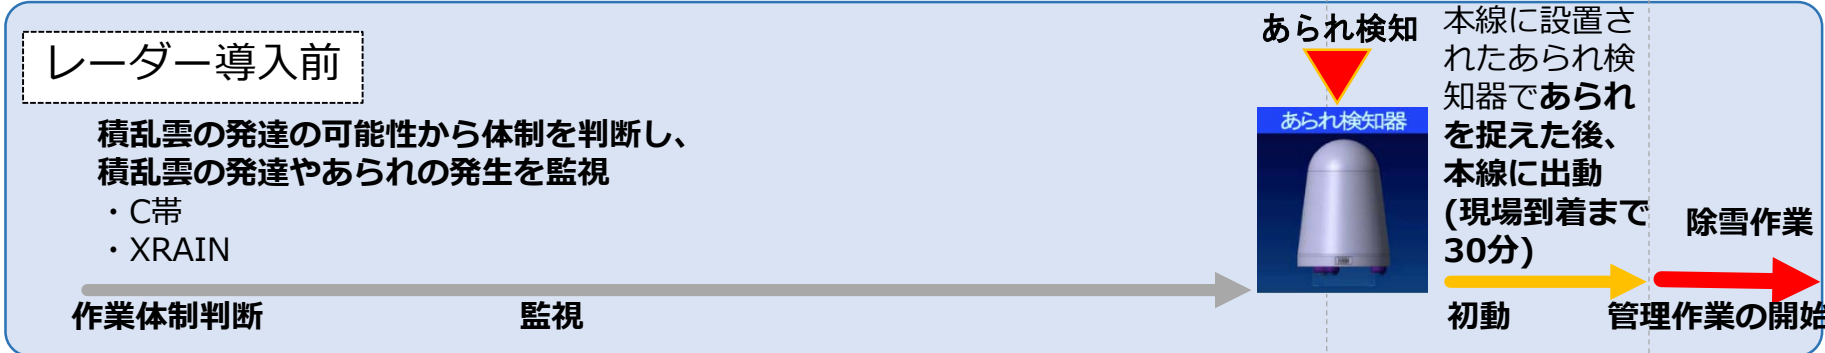 レーダー導入前
積乱雲の発達の可能性から体制を判断し、
積乱雲の発達やあられの発生を監視
・C帯
・XRAIN
作業体制判断
監視
あられ検知
あられ検知器
本線に設置さ
れたあられ検
知器であられ
を捉えた後、
本線に出動
(現場到着まで
30分)
初動
除雪作業
管理作業の開始